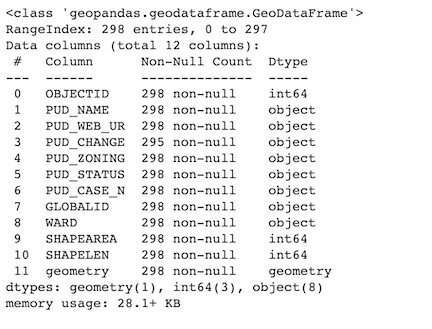 <class 'geopandas.geodataframe.GeoDataFrame'>
RangeIndex: 298 entries, 0 to 297
Data columns (total 12 columns):
 #   Column      Non-Null Count  Dtype
---  ------      --------------  -----
 0   OBJECTID    298 non-null    int64
 1   PUD_NAME    298 non-null    object
 2   PUD_WEB_UR  298 non-null    object
 3   PUD_CHANGE  295 non-null    object
 4   PUD_ZONING  298 non-null    object
 5   PUD_STATUS  298 non-null    object
 6   PUD_CASE_N  298 non-null    object
 7   GLOBALID    298 non-null    object
 8   WARD        298 non-null    object
 9   SHAPEAREA   298 non-null    int64
 10  SHAPELEN    298 non-null    int64
 11  geometry    298 non-null    geometry
dtypes: geometry(1), int64(3), object(8)
memory usage: 28.1+ KB